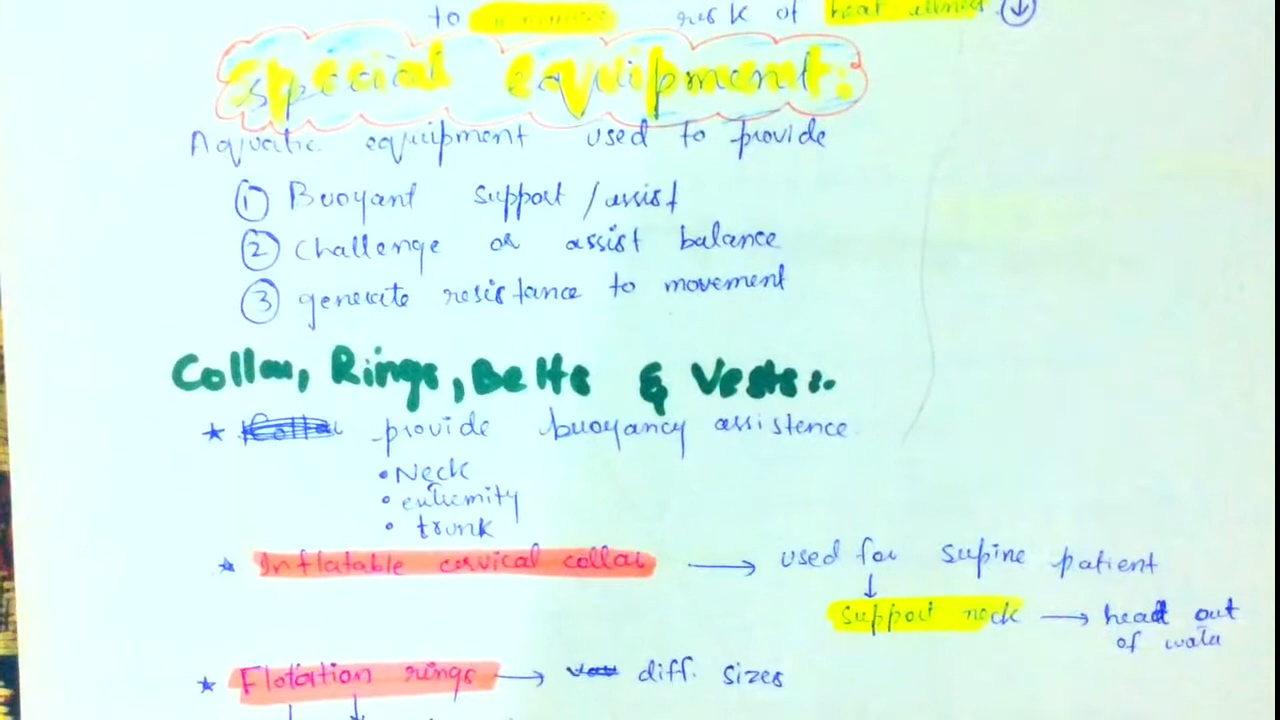 to risk of heat illness ↓
Special equipment:
Aquatic equipment used to provide
① Buoyant support / assist
② challenge or assist balance
③ generate resistance to movement
Collar, Rings, Belts & Vests:.
★ provide buoyancy assistence
• Neck
• extremity
• trunk
★ Inflatable cervical collar → used for supine patient
↓
support neck → head out
of water
★ Flotation rings → diff. sizes